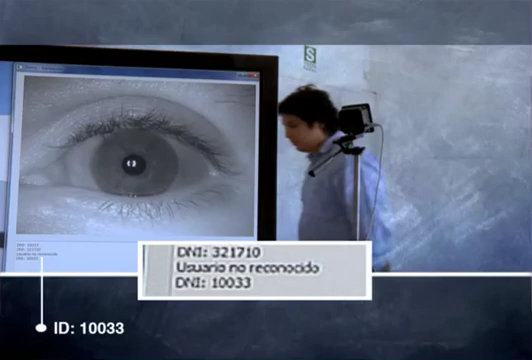 S
DNI: 321710
Usuario no reconocido
DNI: 10033
ID: 10033